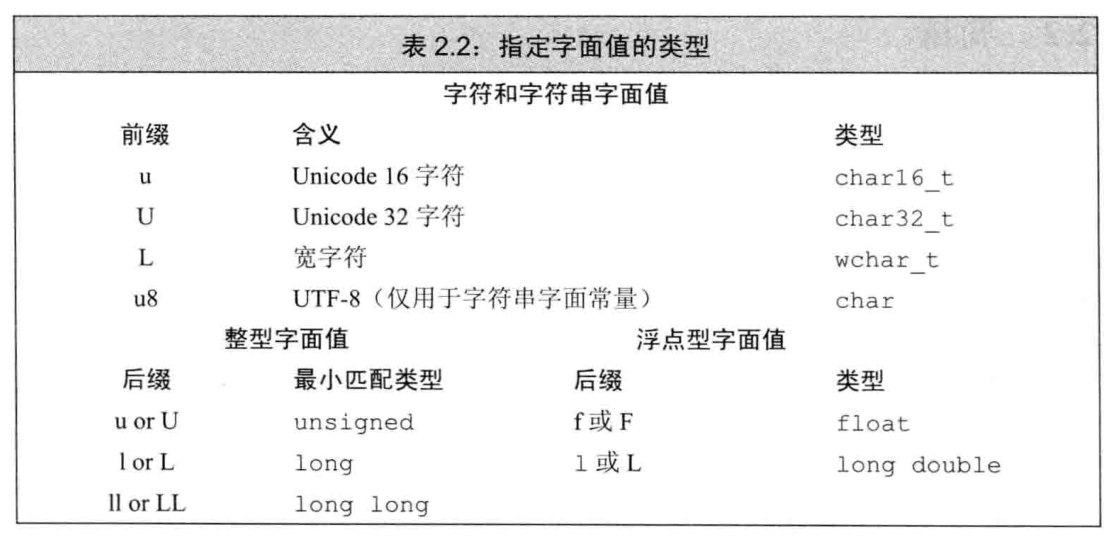 表 2.2：指定字面值的类型
字符和字符串字面值
前缀 含义 类型
u Unicode 16 字符 char16_t
U Unicode 32 字符 char32_t
L 宽字符 wchar_t
u8 UTF-8（仅用于字符串字面常量） char
整型字面值 浮点型字面值
后缀 最小匹配类型 后缀 类型
u or U unsigned f 或 F float
l or L long l 或 L long double
ll or LL long long